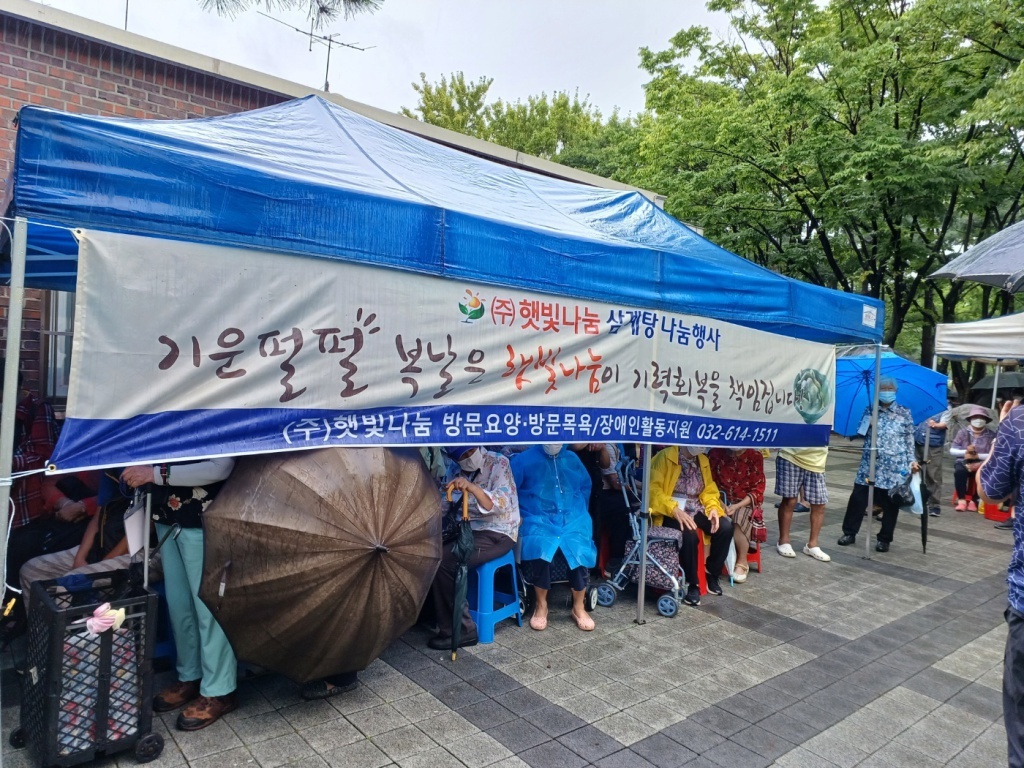 (주)햇빛나눔 삼계탕나눔행사
기운 펄펄 복날은 햇빛나눔이 기력회복을 책임집니다
(주)햇빛나눔 방문요양·방문목욕/장애인활동지원 032-614-1511